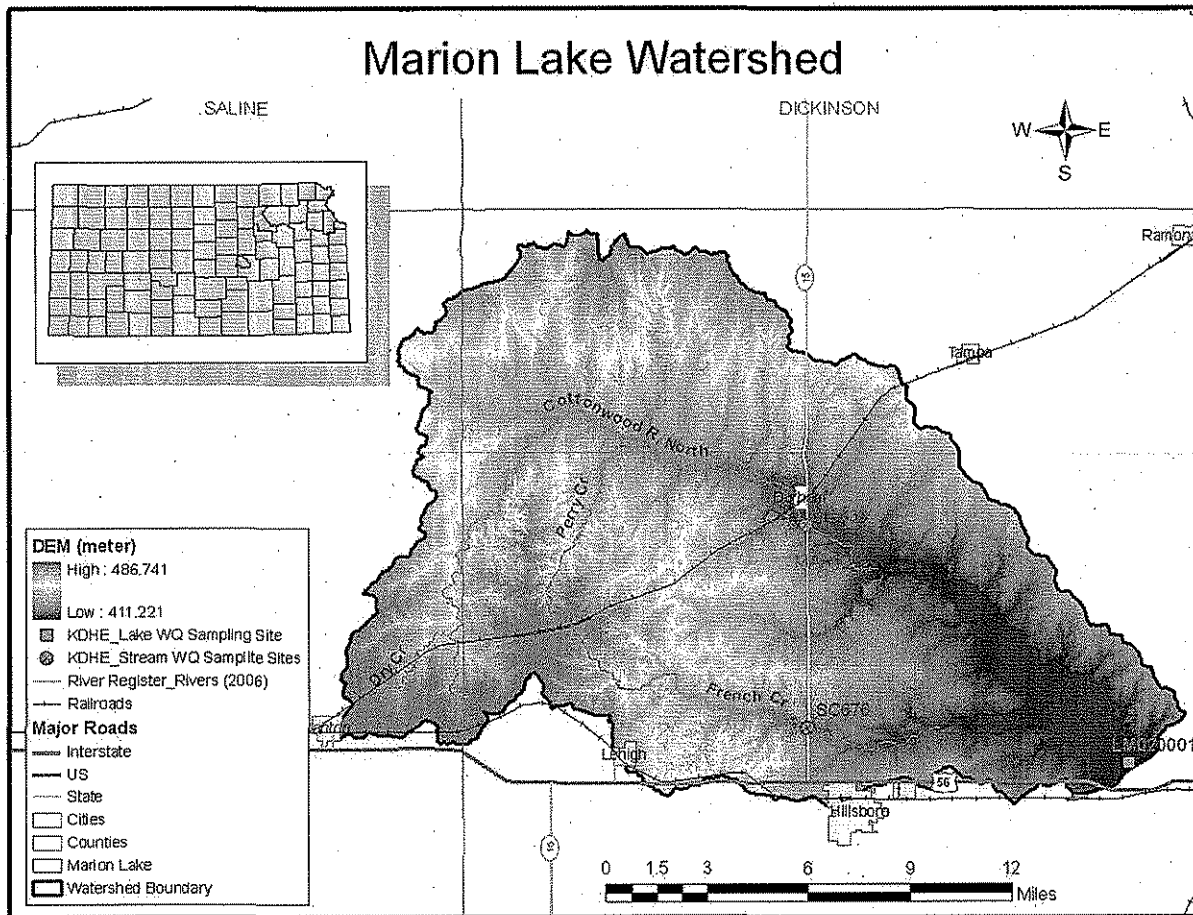 Marion Lake Watershed
SALINE
DICKINSON
W E
S
15
Ramona
Tampa
Cottonwood R. North
Perry Cr
Dry Cr
French Cr
SC676
Lehigh
56
Hillsboro
15
DEM (meter)
High : 486.741
Low : 411.221
KDHE_Lake WQ Sampling Site
KDHE_Stream WQ Samplite Sites
River Register_Rivers (2006)
Railroads
Major Roads
Interstate
US
State
Cities
Counties
Marion Lake
Watershed Boundary
0 1.5 3 6 9 12
Miles